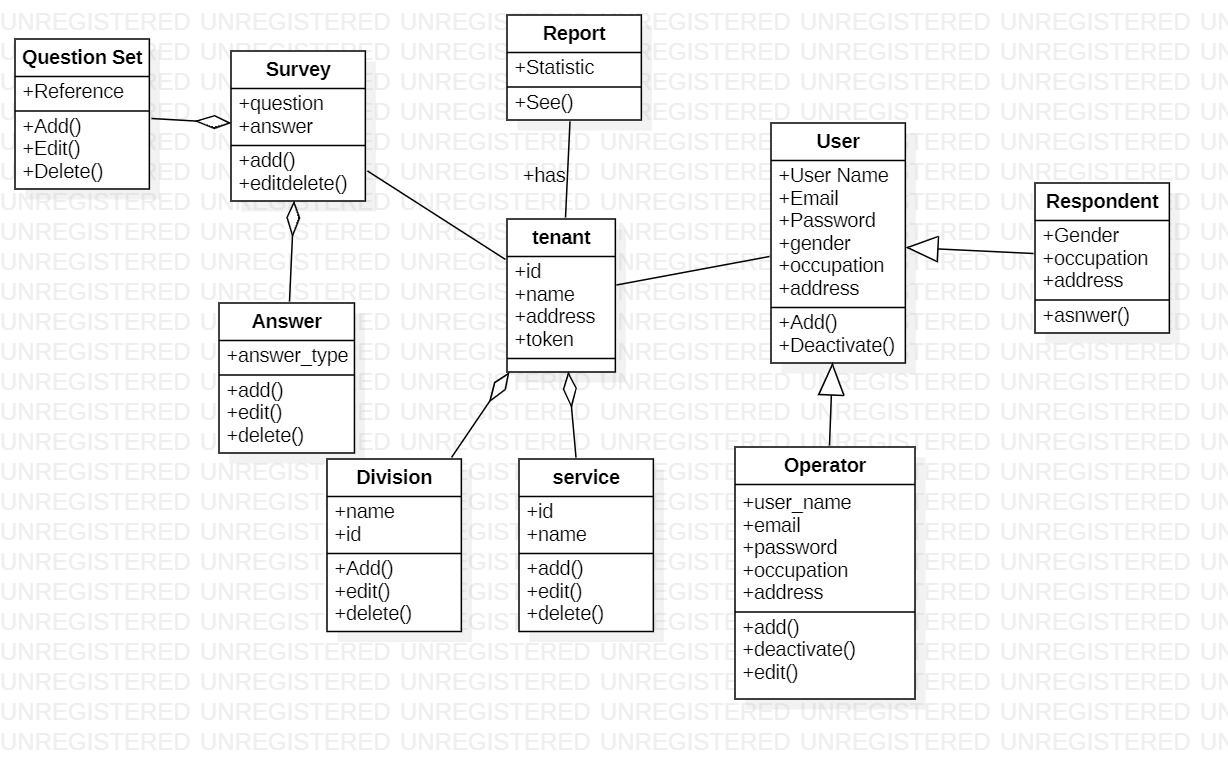 Question Set
+Reference
+Add()
+Edit()
+Delete()
Survey
+question
+answer
+add()
+editdelete()
Report
+Statistic
+See()
+has
Answer
+answer_type
+add()
+edit()
+delete()
tenant
+id
+name
+address
+token
User
+User Name
+Email
+Password
+gender
+occupation
+address
+Add()
+Deactivate()
Respondent
+Gender
+occupation
+address
+asnwer()
Division
+name
+id
+Add()
+edit()
+delete()
service
+id
+name
+add()
+edit()
+delete()
Operator
+user_name
+email
+password
+occupation
+address
+add()
+deactivate()
+edit()
UNREGISTERED